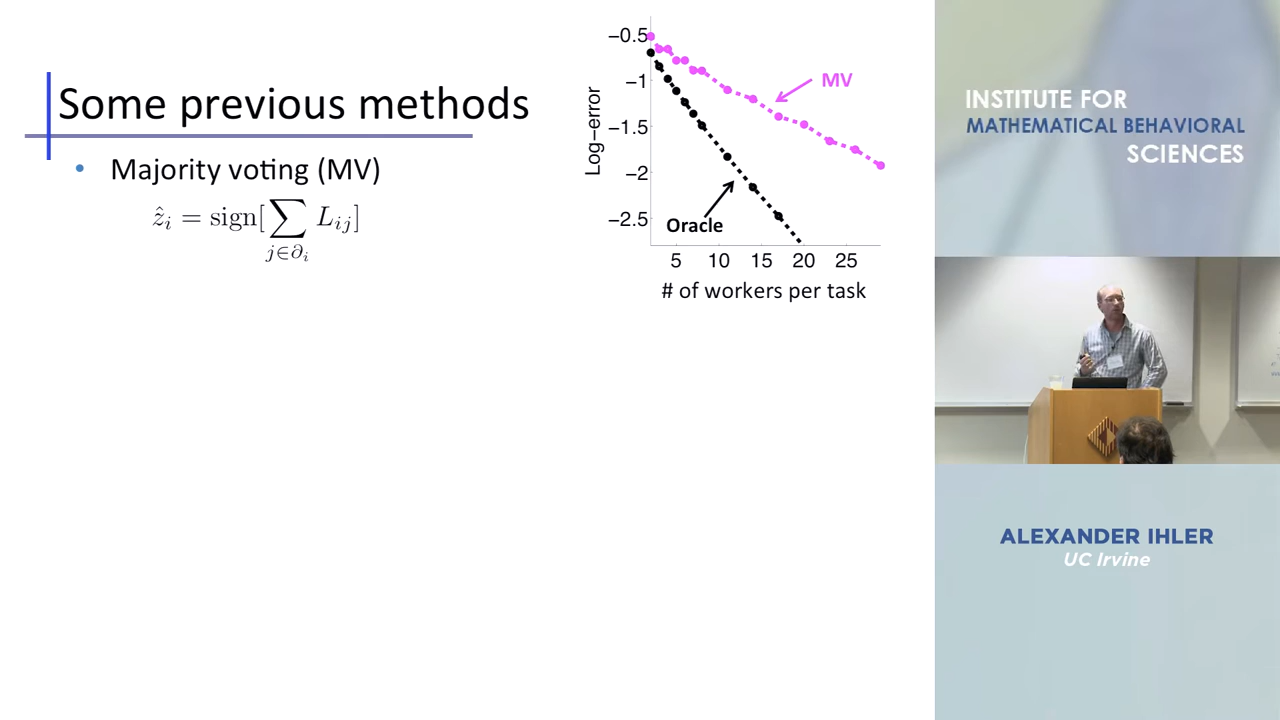 Some previous methods
• Majority voting (MV)
ẑ_i = sign[∑_{j∈∂_i} L_{ij}]
−0.5
−1
−1.5
−2
−2.5
Log−error
MV
Oracle
5 10 15 20 25
# of workers per task
INSTITUTE FOR
MATHEMATICAL BEHAVIORAL
SCIENCES
ALEXANDER IHLER
UC Irvine